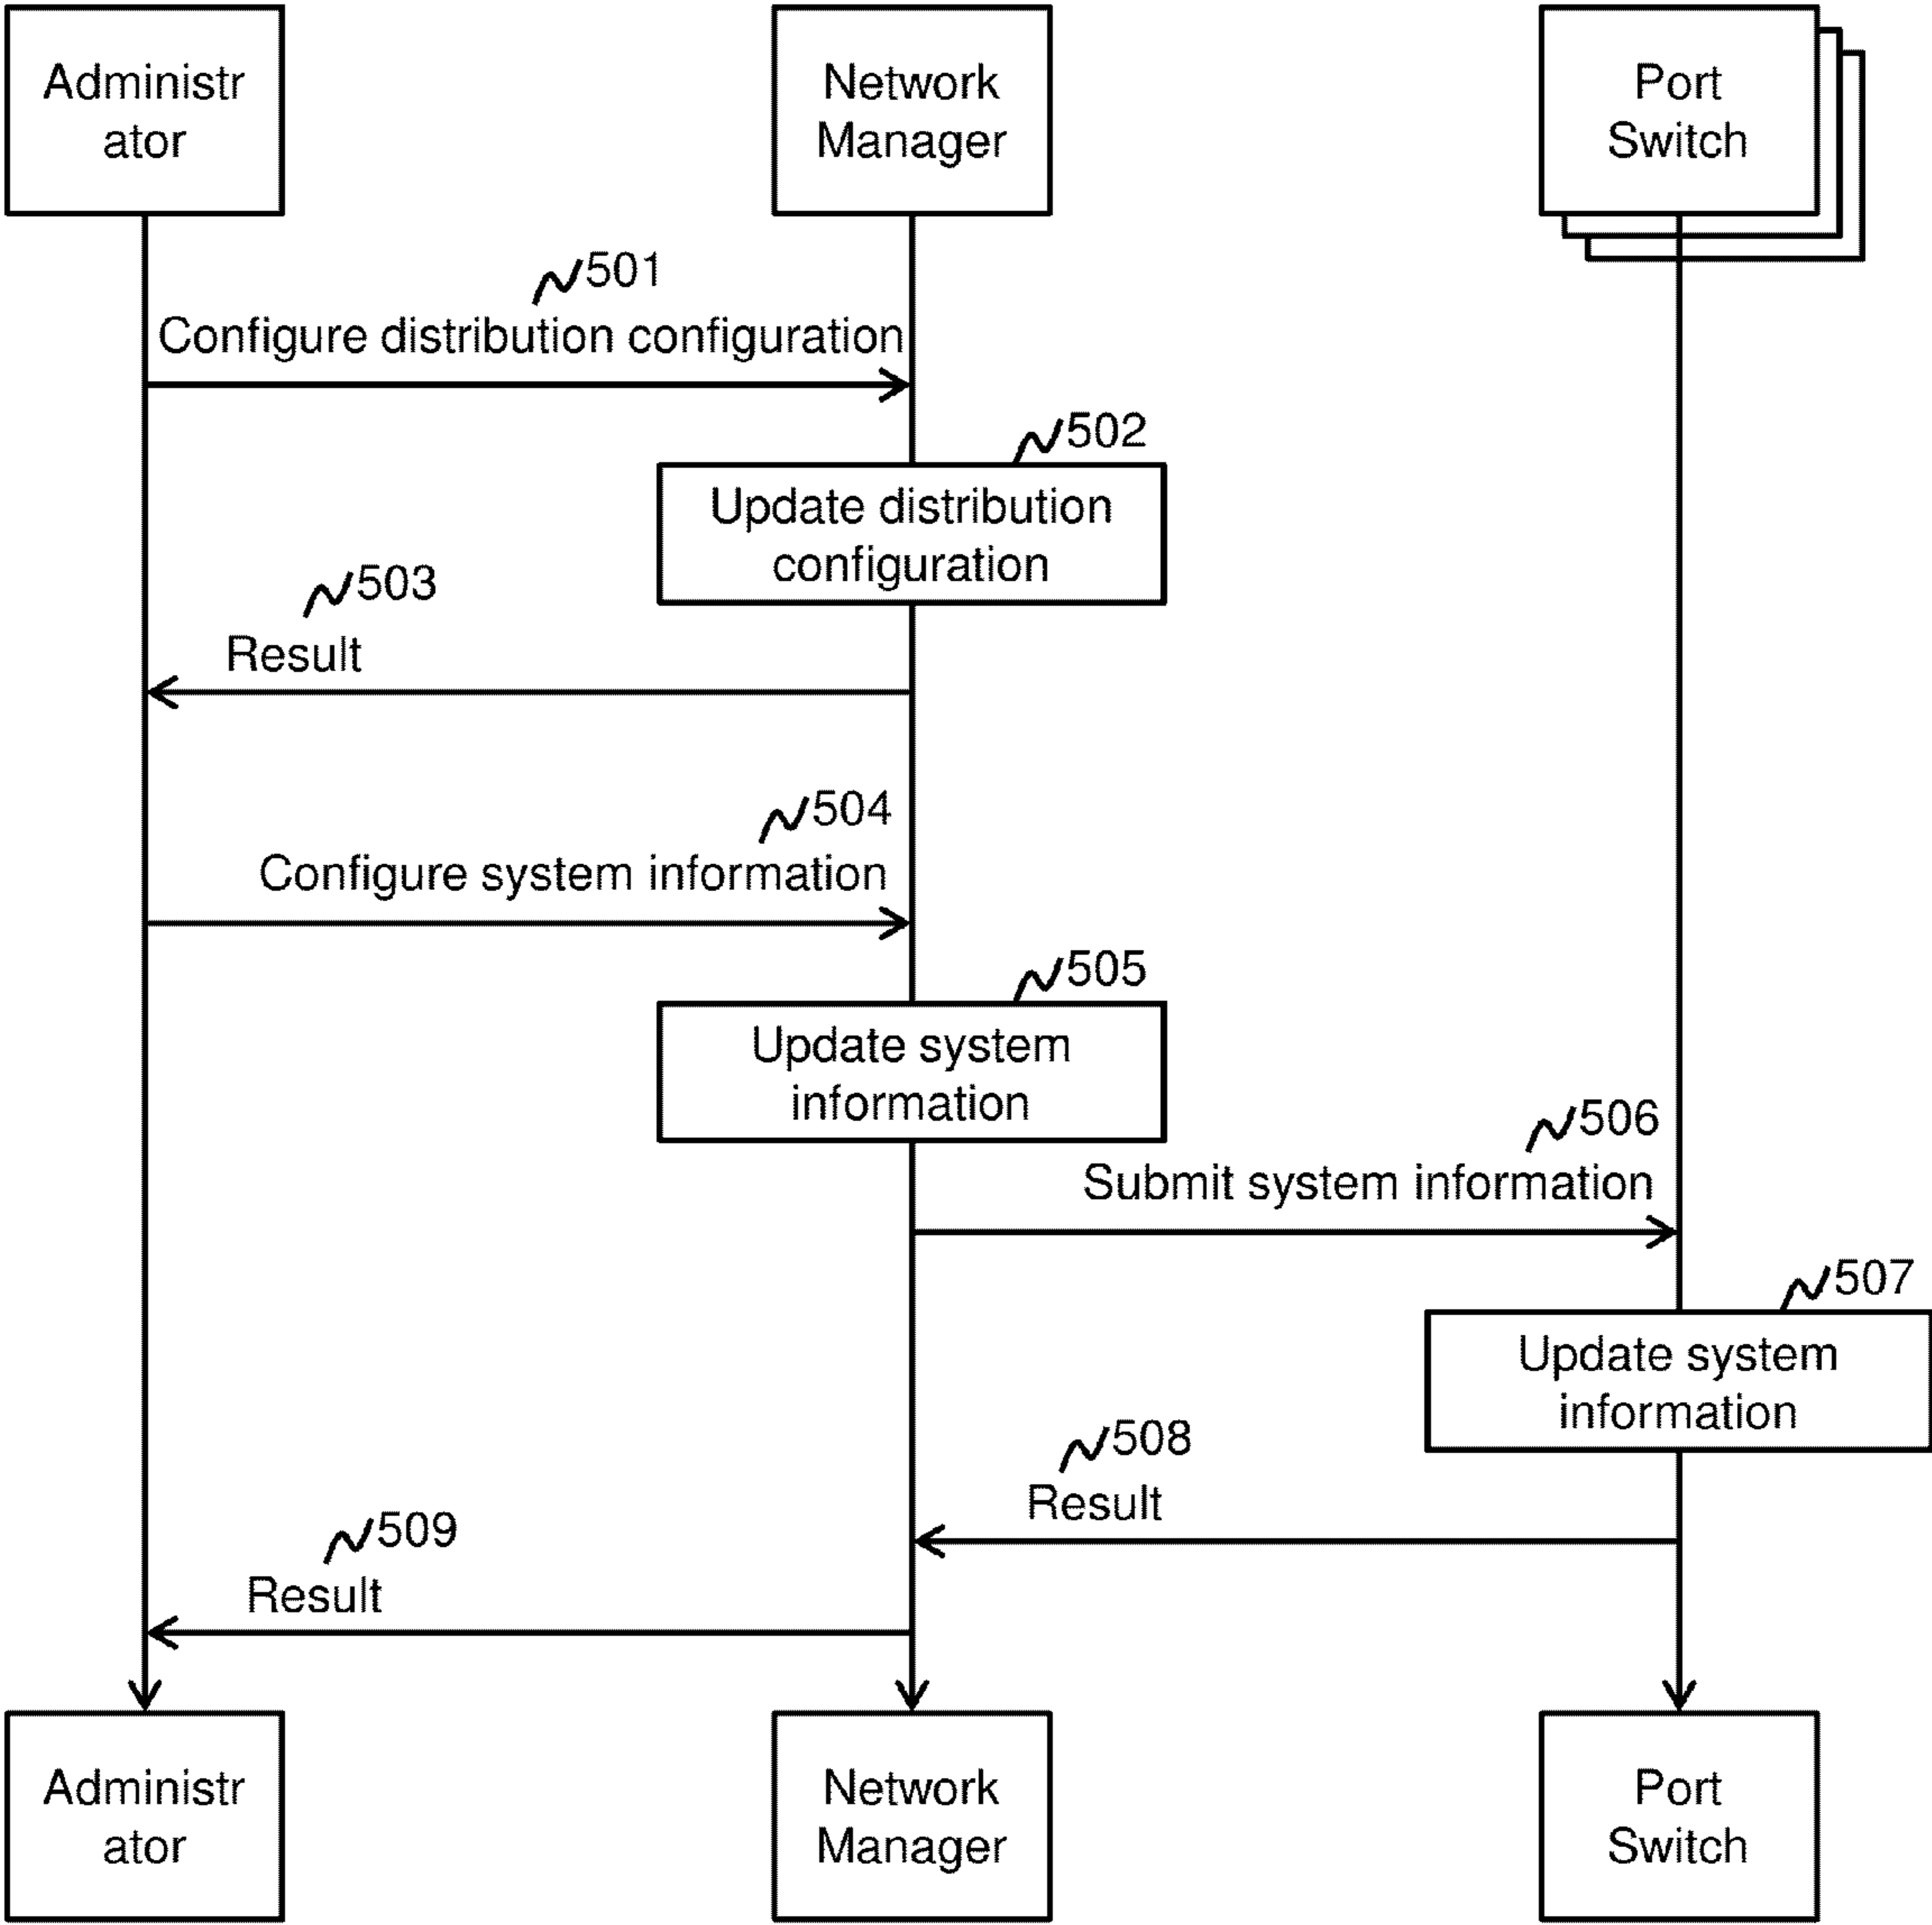 Administr
ator
Network
Manager
Port
Switch
501
Configure distribution configuration
502
Update distribution
configuration
503
Result
504
Configure system information
505
Update system
information
506
Submit system information
507
Update system
information
508
Result
509
Result
Administr
ator
Network
Manager
Port
Switch